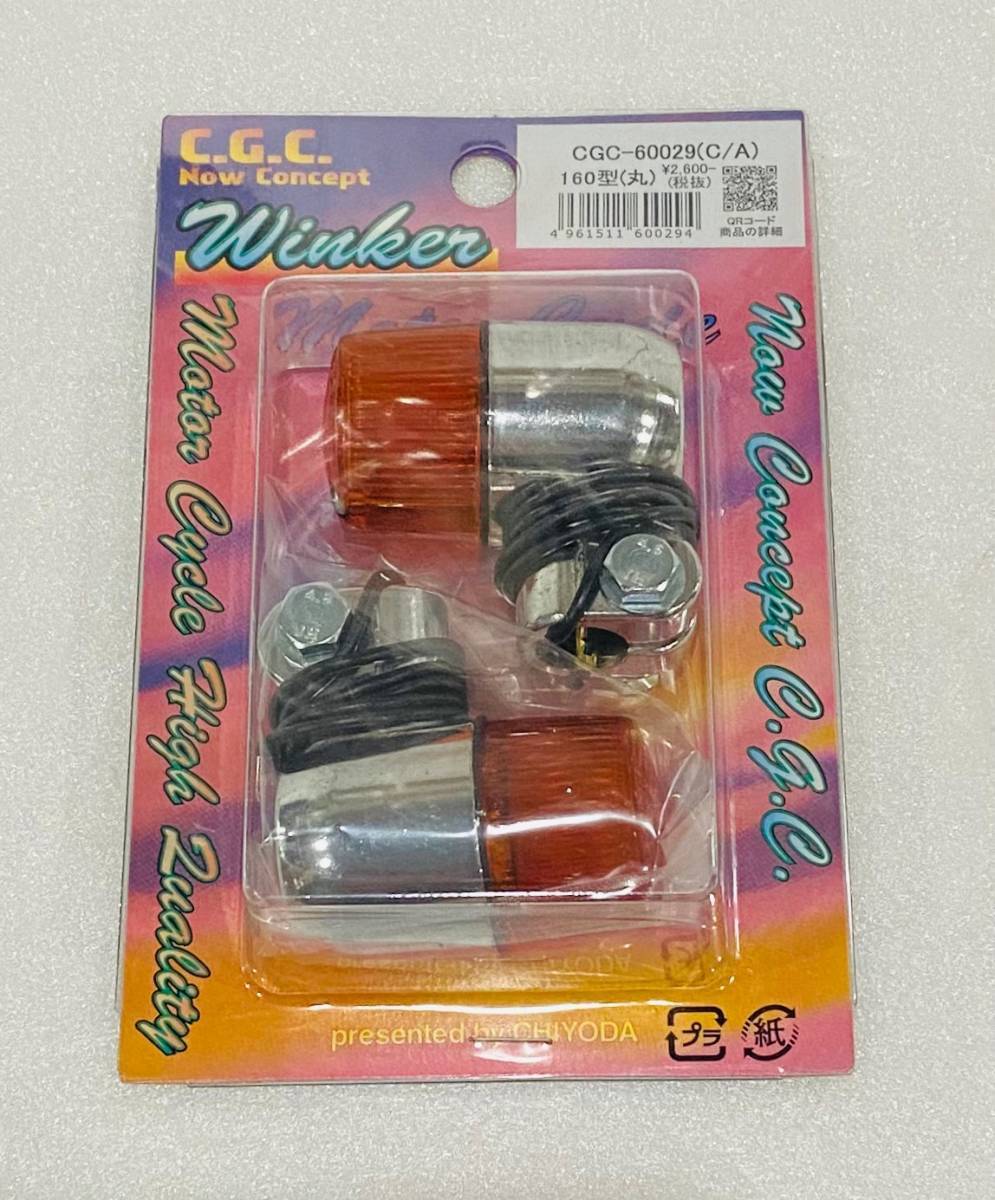 C.G.C.
Now Concept
Winker
CGC-60029(C/A)
160型(丸) ¥2,600- (税抜)
4 961511 600294
QRコード
商品の詳細
Motor Cycle
Motor Cycle High Quality
Now Concept C.G.C.
presented by CHIYODA
プラ
紙